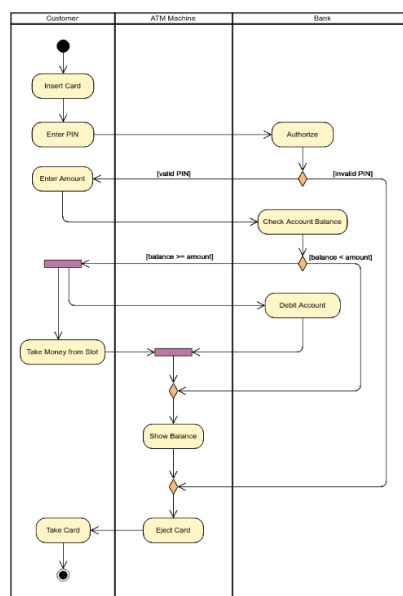 Customer
ATM Machine
Bank
Insert Card
Enter PIN
Authorize
[valid PIN]
[invalid PIN]
Enter Amount
Check Account Balance
[balance >= amount]
[balance < amount]
Debit Account
Take Money from Slot
Show Balance
Take Card
Eject Card